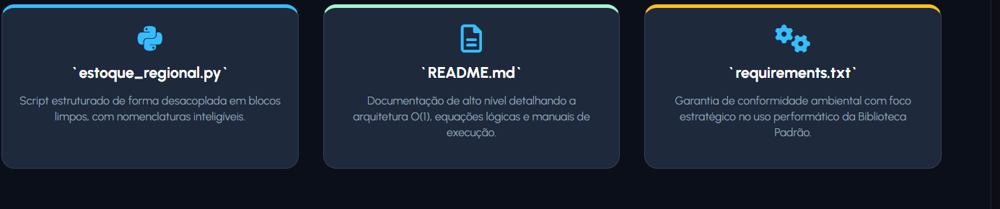 `estoque_regional.py`
Script estruturado de forma desacoplada em blocos
limpos, com nomenclaturas inteligíveis.
`README.md`
Documentação de alto nível detalhando a
arquitetura O(1), equações lógicas e manuais de
execução.
`requirements.txt`
Garantia de conformidade ambiental com foco
estratégico no uso performático da Biblioteca
Padrão.